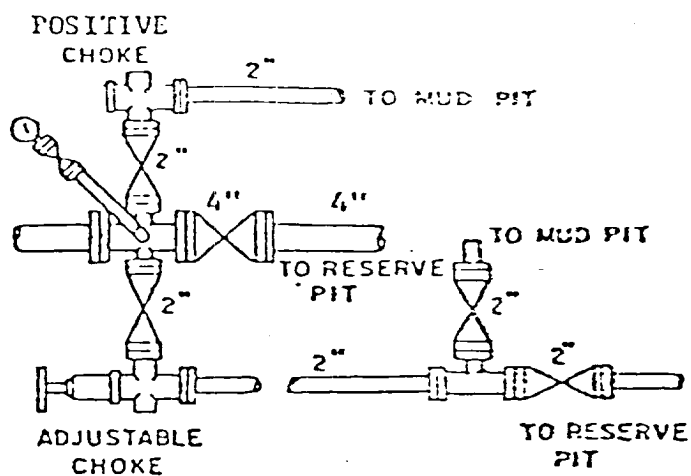 POSITIVE
CHOKE
2"
TO MUD PIT
2"
4"
4"
TO MUD PIT
TO RESERVE
PIT
2"
2"
2"
2"
ADJUSTABLE
CHOKE
TO RESERVE
PIT